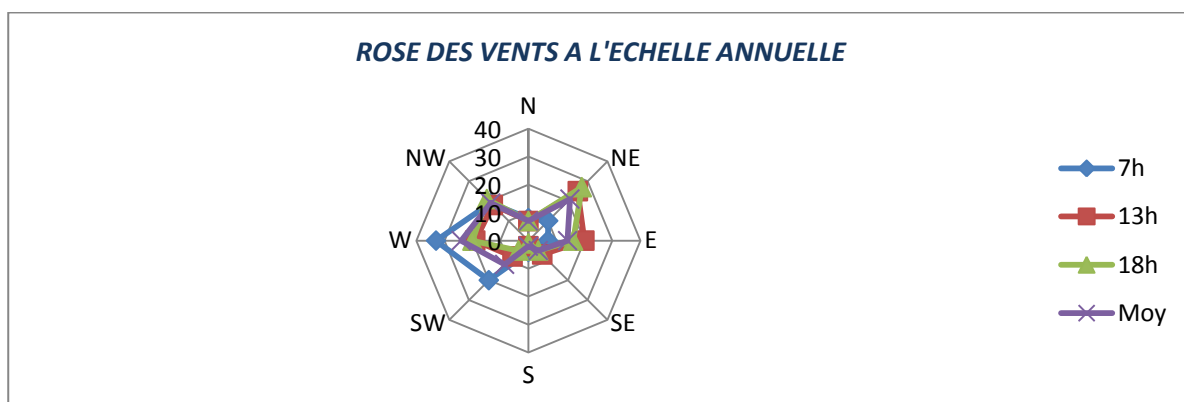 ROSE DES VENTS A L'ECHELLE ANNUELLE
N
40
NW
30
NE
20
10
W
0
E
SW
SE
S
7h
13h
18h
Moy